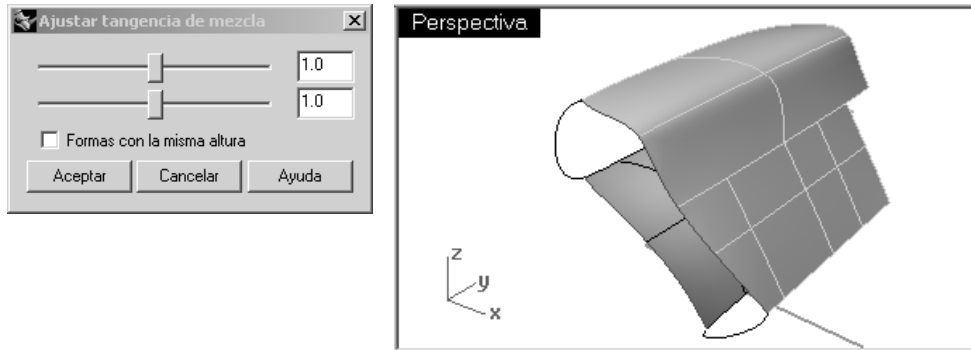 Ajustar tangencia de mezcla
1.0
1.0
Formas con la misma altura
Aceptar Cancelar Ayuda
Perspectiva
z
y
x